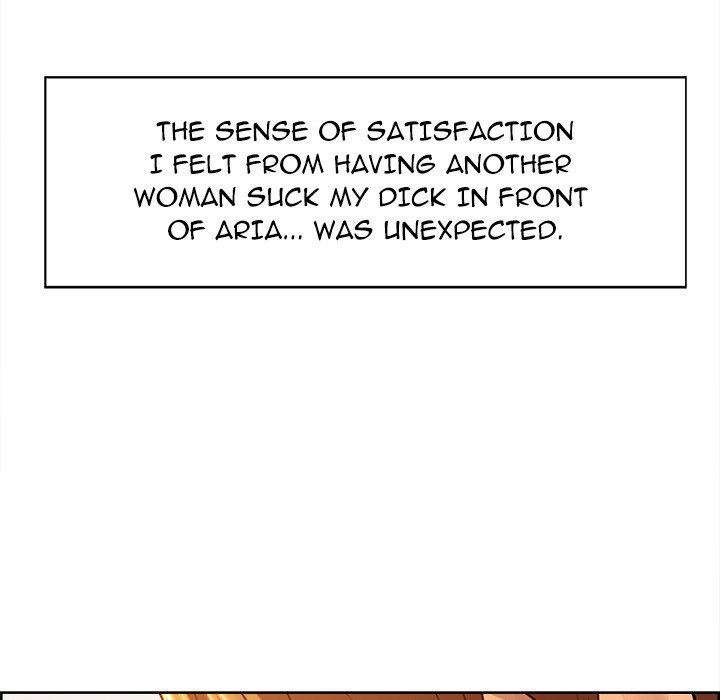 THE SENSE OF SATISFACTION
I FELT FROM HAVING ANOTHER
WOMAN SUCK MY DICK IN FRONT
OF ARIA... WAS UNEXPECTED.